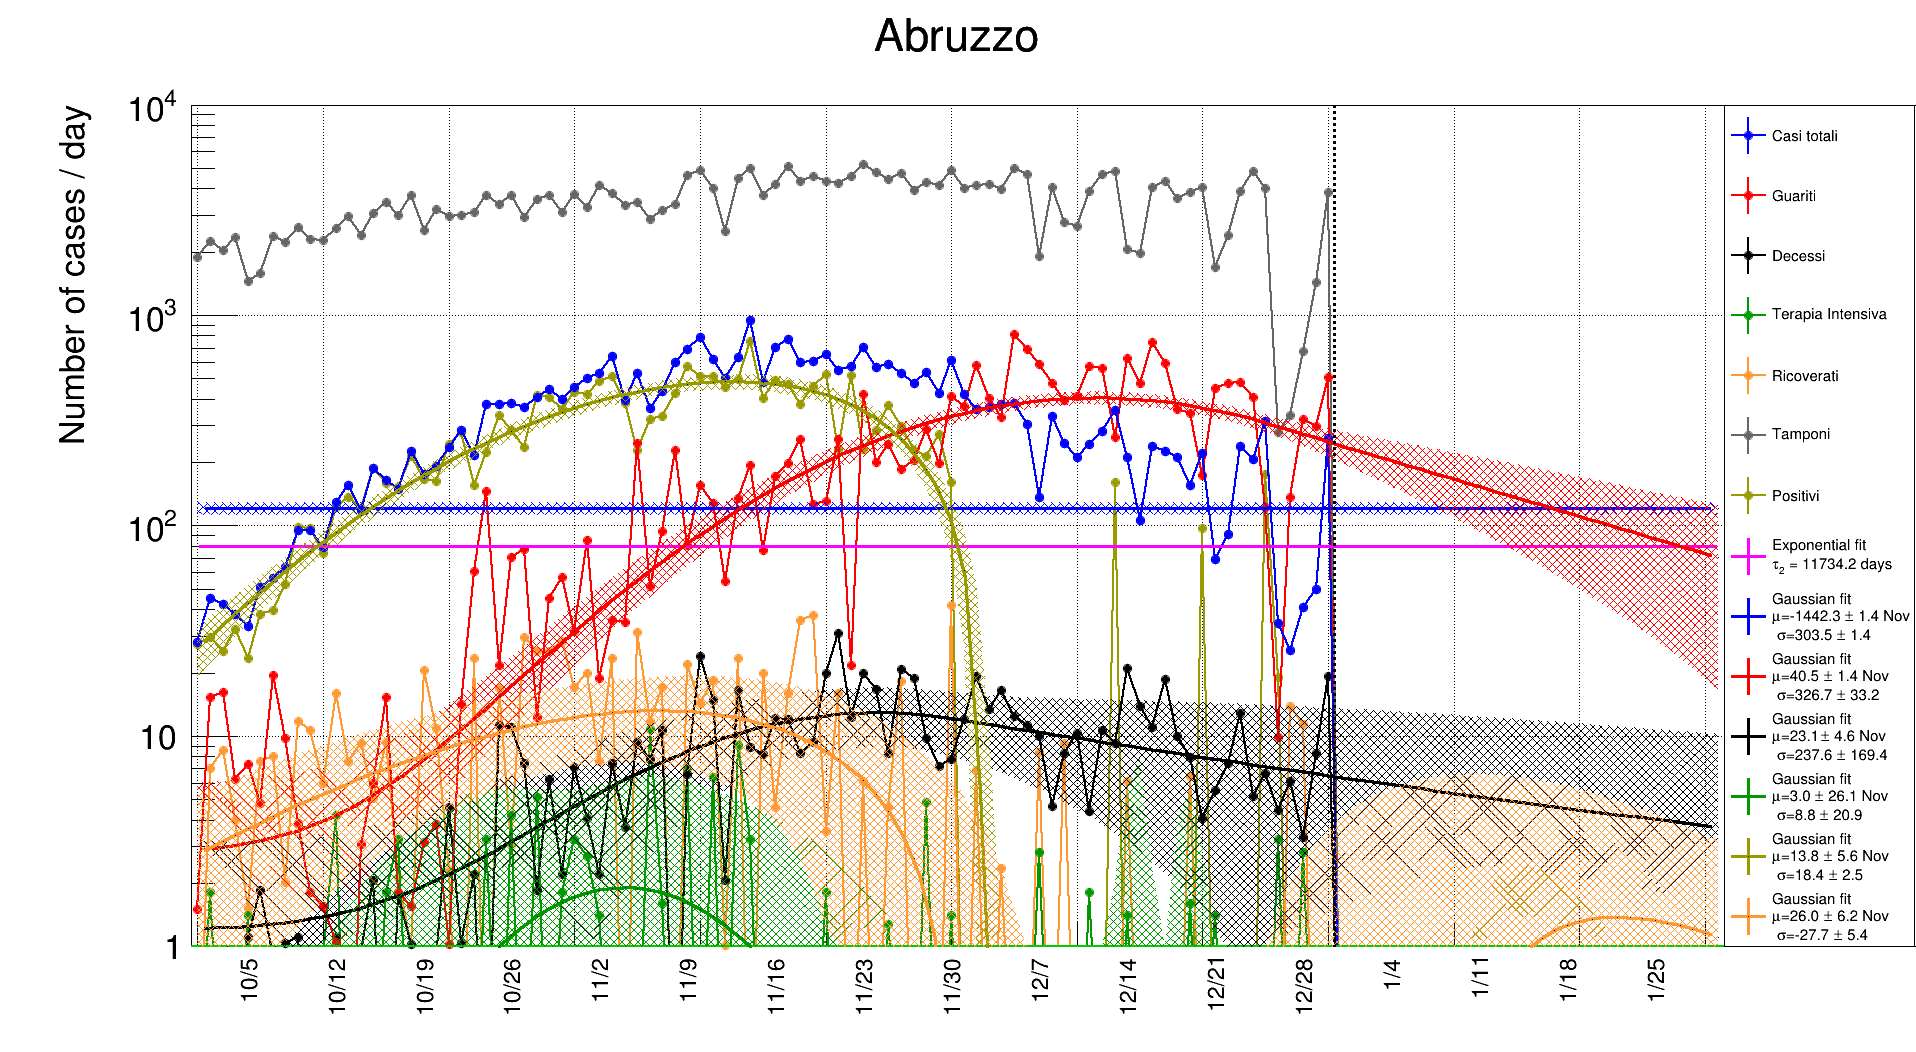 Abruzzo
Number of cases / day
10⁴
10³
10²
10
1
10/5
10/12
10/19
10/26
11/2
11/9
11/16
11/23
11/30
12/7
12/14
12/21
12/28
1/4
1/11
1/18
1/25
Casi totali
Guariti
Decessi
Terapia Intensiva
Ricoverati
Tamponi
Positivi
Exponential fit
τ₂ = 11734.2 days
Gaussian fit
μ=-1442.3 ± 1.4 Nov
σ=303.5 ± 1.4
Gaussian fit
μ=40.5 ± 1.4 Nov
σ=326.7 ± 33.2
Gaussian fit
μ=23.1 ± 4.6 Nov
σ=237.6 ± 169.4
Gaussian fit
μ=3.0 ± 26.1 Nov
σ=8.8 ± 20.9
Gaussian fit
μ=13.8 ± 5.6 Nov
σ=18.4 ± 2.5
Gaussian fit
μ=26.0 ± 6.2 Nov
σ=-27.7 ± 5.4